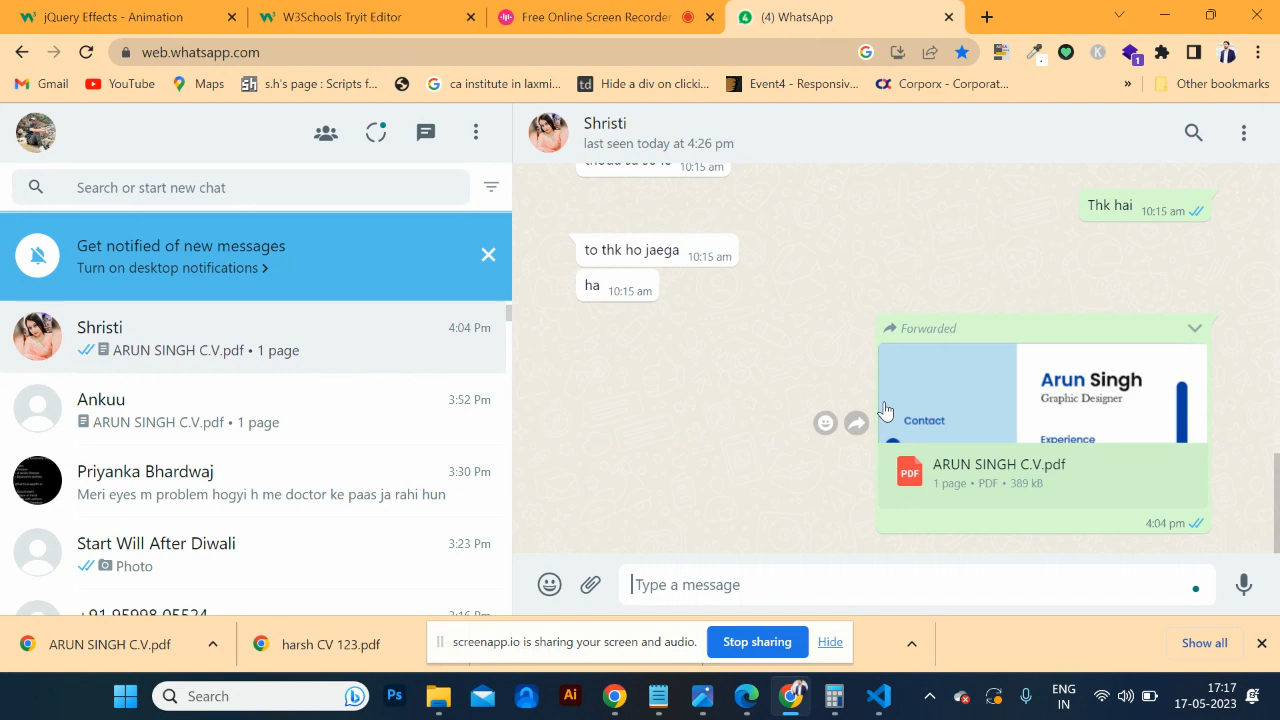 jQuery Effects - Animation
W3Schools Tryit Editor
Free Online Screen Recorder
(4) WhatsApp
web.whatsapp.com
Gmail
YouTube
Maps
s.h's page : Scripts f...
ca institute in laxmi...
Hide a div on clicki...
Event4 - Responsiv...
Corporx - Corporat...
»
Other bookmarks
Search or start new chat
Get notified of new messages
Turn on desktop notifications >
Shristi
4:04 Pm
ARUN SINGH C.V.pdf • 1 page
Ankuu
3:52 Pm
ARUN SINGH C.V.pdf • 1 page
Priyanka Bhardwaj
3:30 Pm
Mere
yes m problem hogyi h me doctor ke paas ja rahi hun
Start Will After Diwali
3:23 Pm
Photo
Shristi
last seen today at 4:26 pm
10:15 am
Thk hai
10:15 am
to thk ho jaega
10:15 am
ha
10:15 am
Forwarded
Arun Singh
Graphic Designer
Contact
Experience
PDF
ARUN SINGH C.V.pdf
1 page • PDF • 389 kB
4:04 pm
Type a message
ARUN SINGH C.V.pdf
harsh CV 123.pdf
screenapp.io is sharing your screen and audio.
Stop sharing
Hide
Show all
Search
Ps
Ai
ENG
IN
17:17
17-05-2023